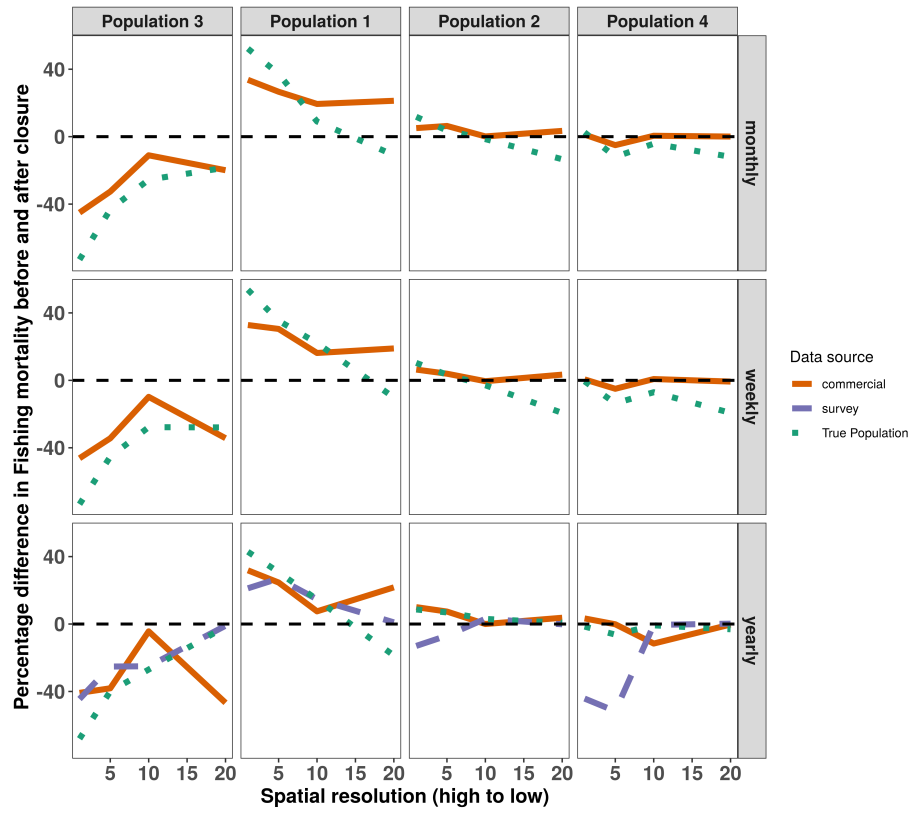 Population 3
Population 1
Population 2
Population 4
Percentage difference in Fishing mortality before and after closure
40
0
-40
monthly
40
0
-40
weekly
40
0
-40
yearly
5 10 15 20
5 10 15 20
5 10 15 20
5 10 15 20
Spatial resolution (high to low)
Data source
commercial
survey
True Population